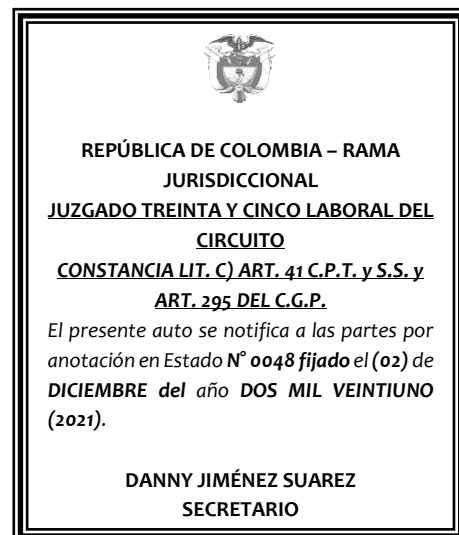 REPÚBLICA DE COLOMBIA – RAMA
JURISDICCIONAL
JUZGADO TREINTA Y CINCO LABORAL DEL
CIRCUITO
CONSTANCIA LIT. C) ART. 41 C.P.T. y S.S. y
ART. 295 DEL C.G.P.
El presente auto se notifica a las partes por
anotación en Estado N° 0048 fijado el (02) de
DICIEMBRE del año DOS MIL VEINTIUNO
(2021).
DANNY JIMÉNEZ SUAREZ
SECRETARIO